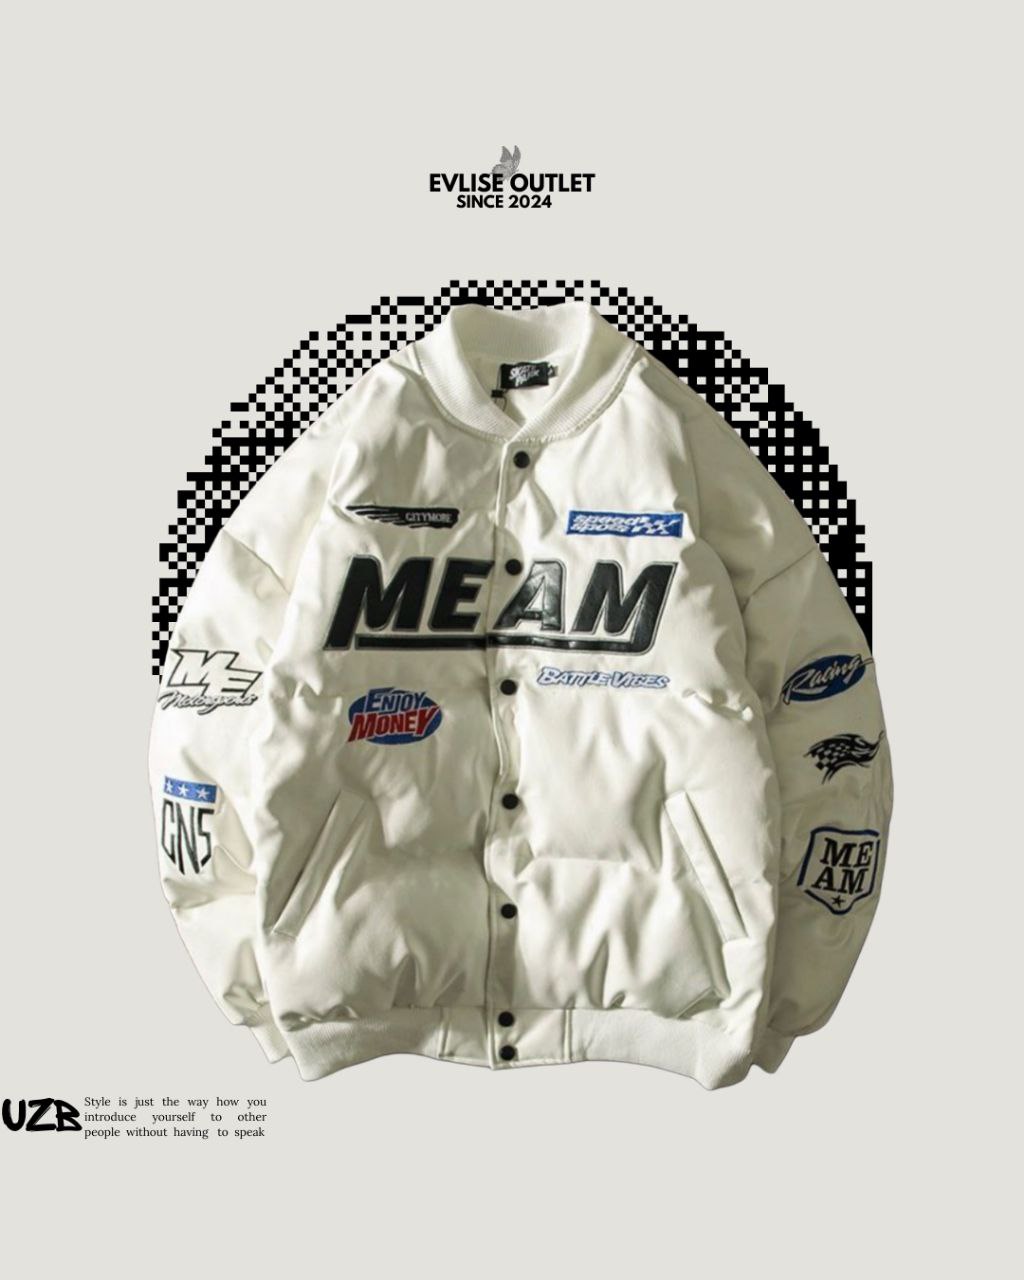 EVLISE OUTLET
SINCE 2024
CITYMORE
MEAM
BATTLE VIBES
ENJOY
MONEY
ME
Motorsports
Racing
CNS
ME
AM
UZB
Style is just the way how you
introduce yourself to other
people without having to speak